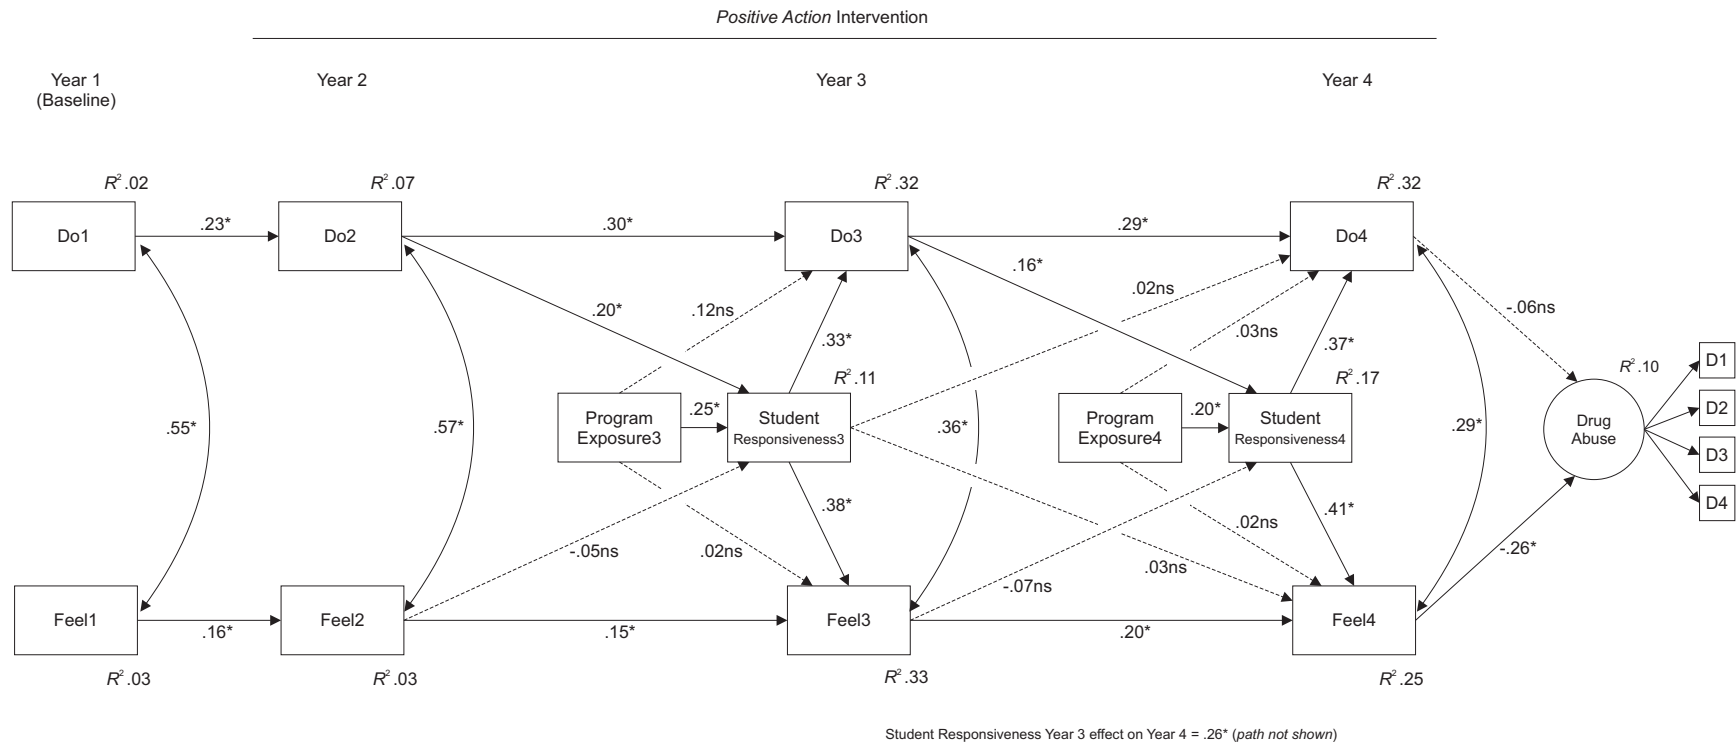 Positive Action Intervention
Year 1
(Baseline)
Year 2
Year 3
Year 4
R² .02
R² .07
R² .32
R² .32
Do1
.23*
Do2
.30*
Do3
.29*
Do4
.16*
.02ns
.20*
.12ns
.03ns
-.06ns
.33*
.37*
R² .11
R² .17
R² .10
D1
D2
D3
D4
Program
Exposure3
.25*
Student
Responsiveness3
Program
Exposure4
.20*
Student
Responsiveness4
Drug
Abuse
.55*
.57*
.36*
.29*
.38*
.41*
-.05ns
.02ns
.02ns
.03ns
-.07ns
-.26*
Feel1
.16*
Feel2
.15*
Feel3
.20*
Feel4
R² .03
R² .03
R² .33
R² .25
Student Responsiveness Year 3 effect on Year 4 = .26* (path not shown)